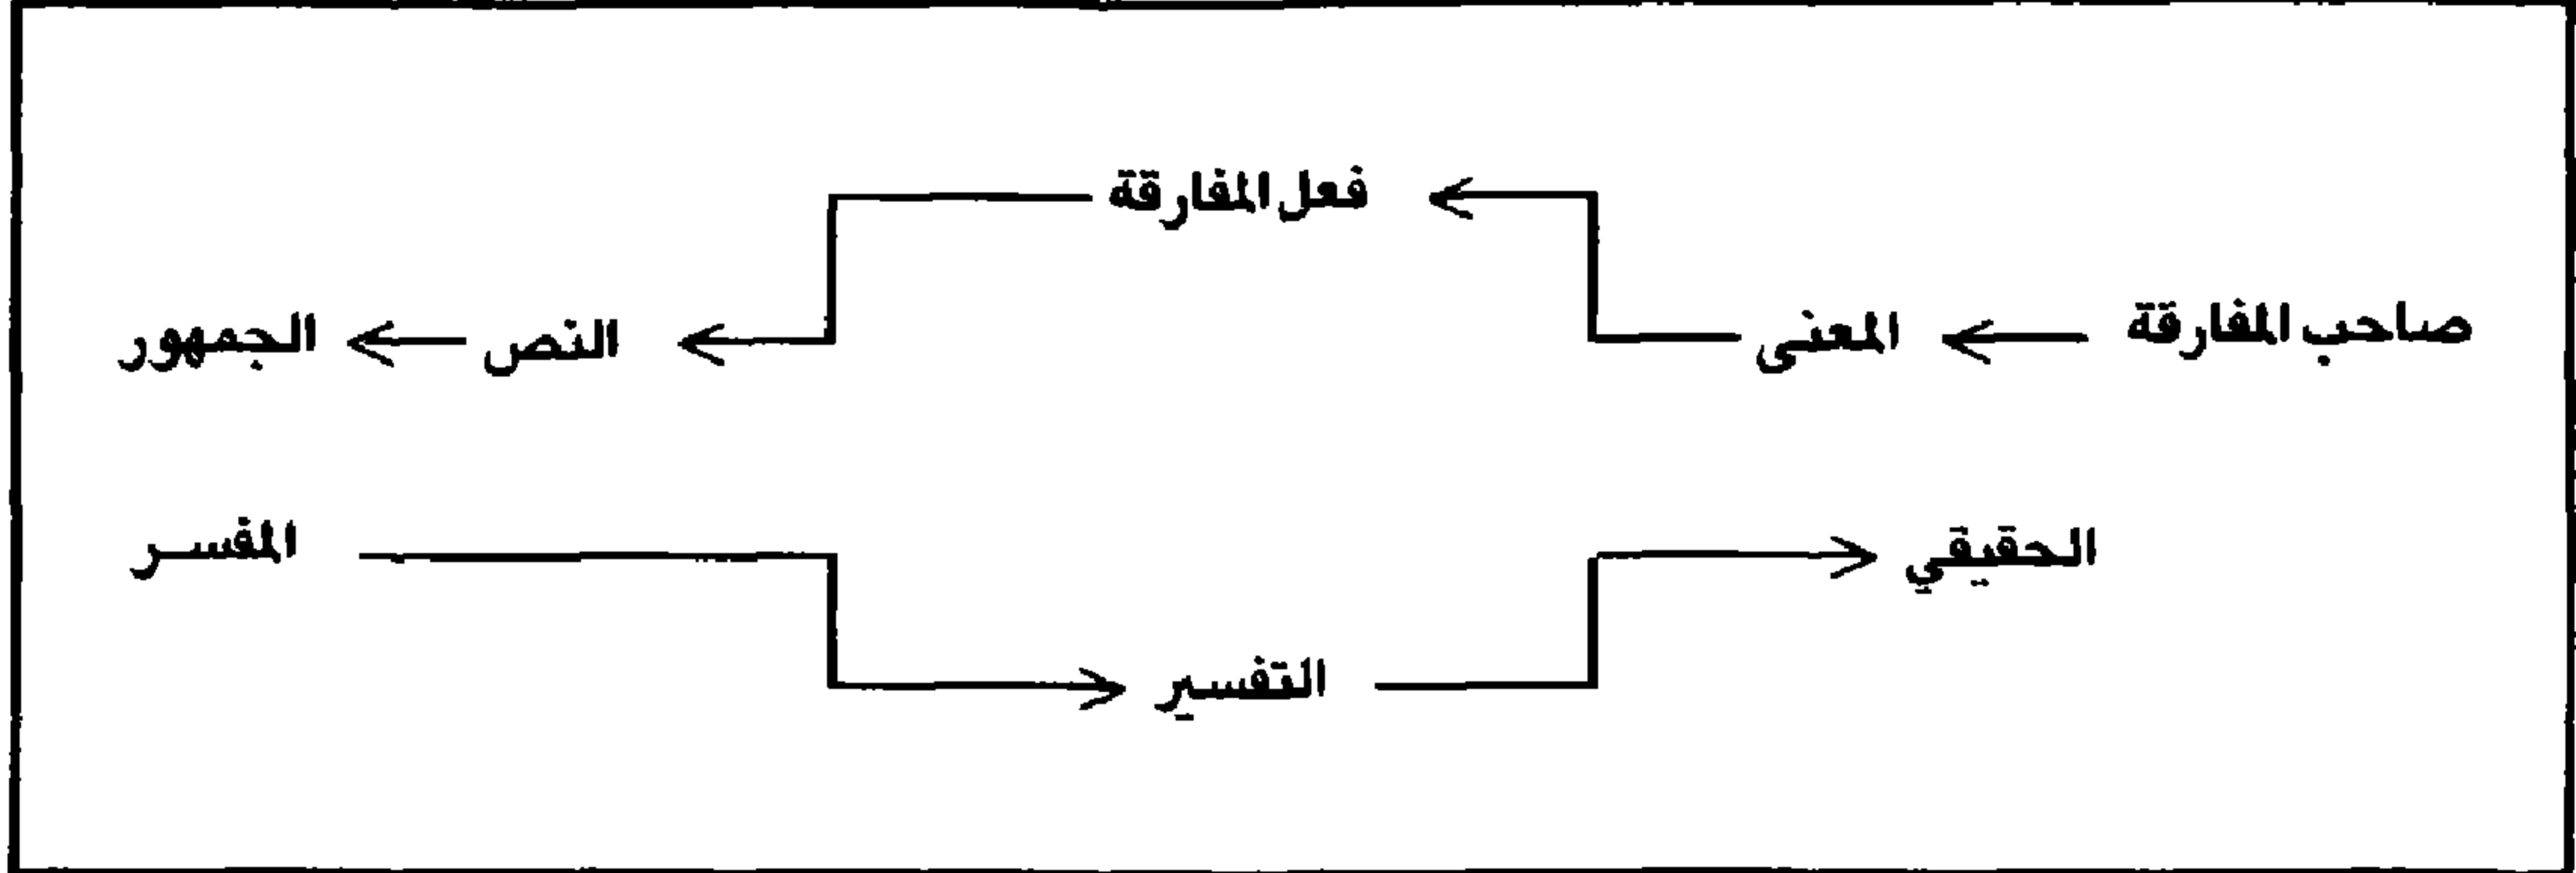 فعل المفارقة
صاحب المفارقة المعنى النص الجمهور
الحقيقي المفسر
التفسير